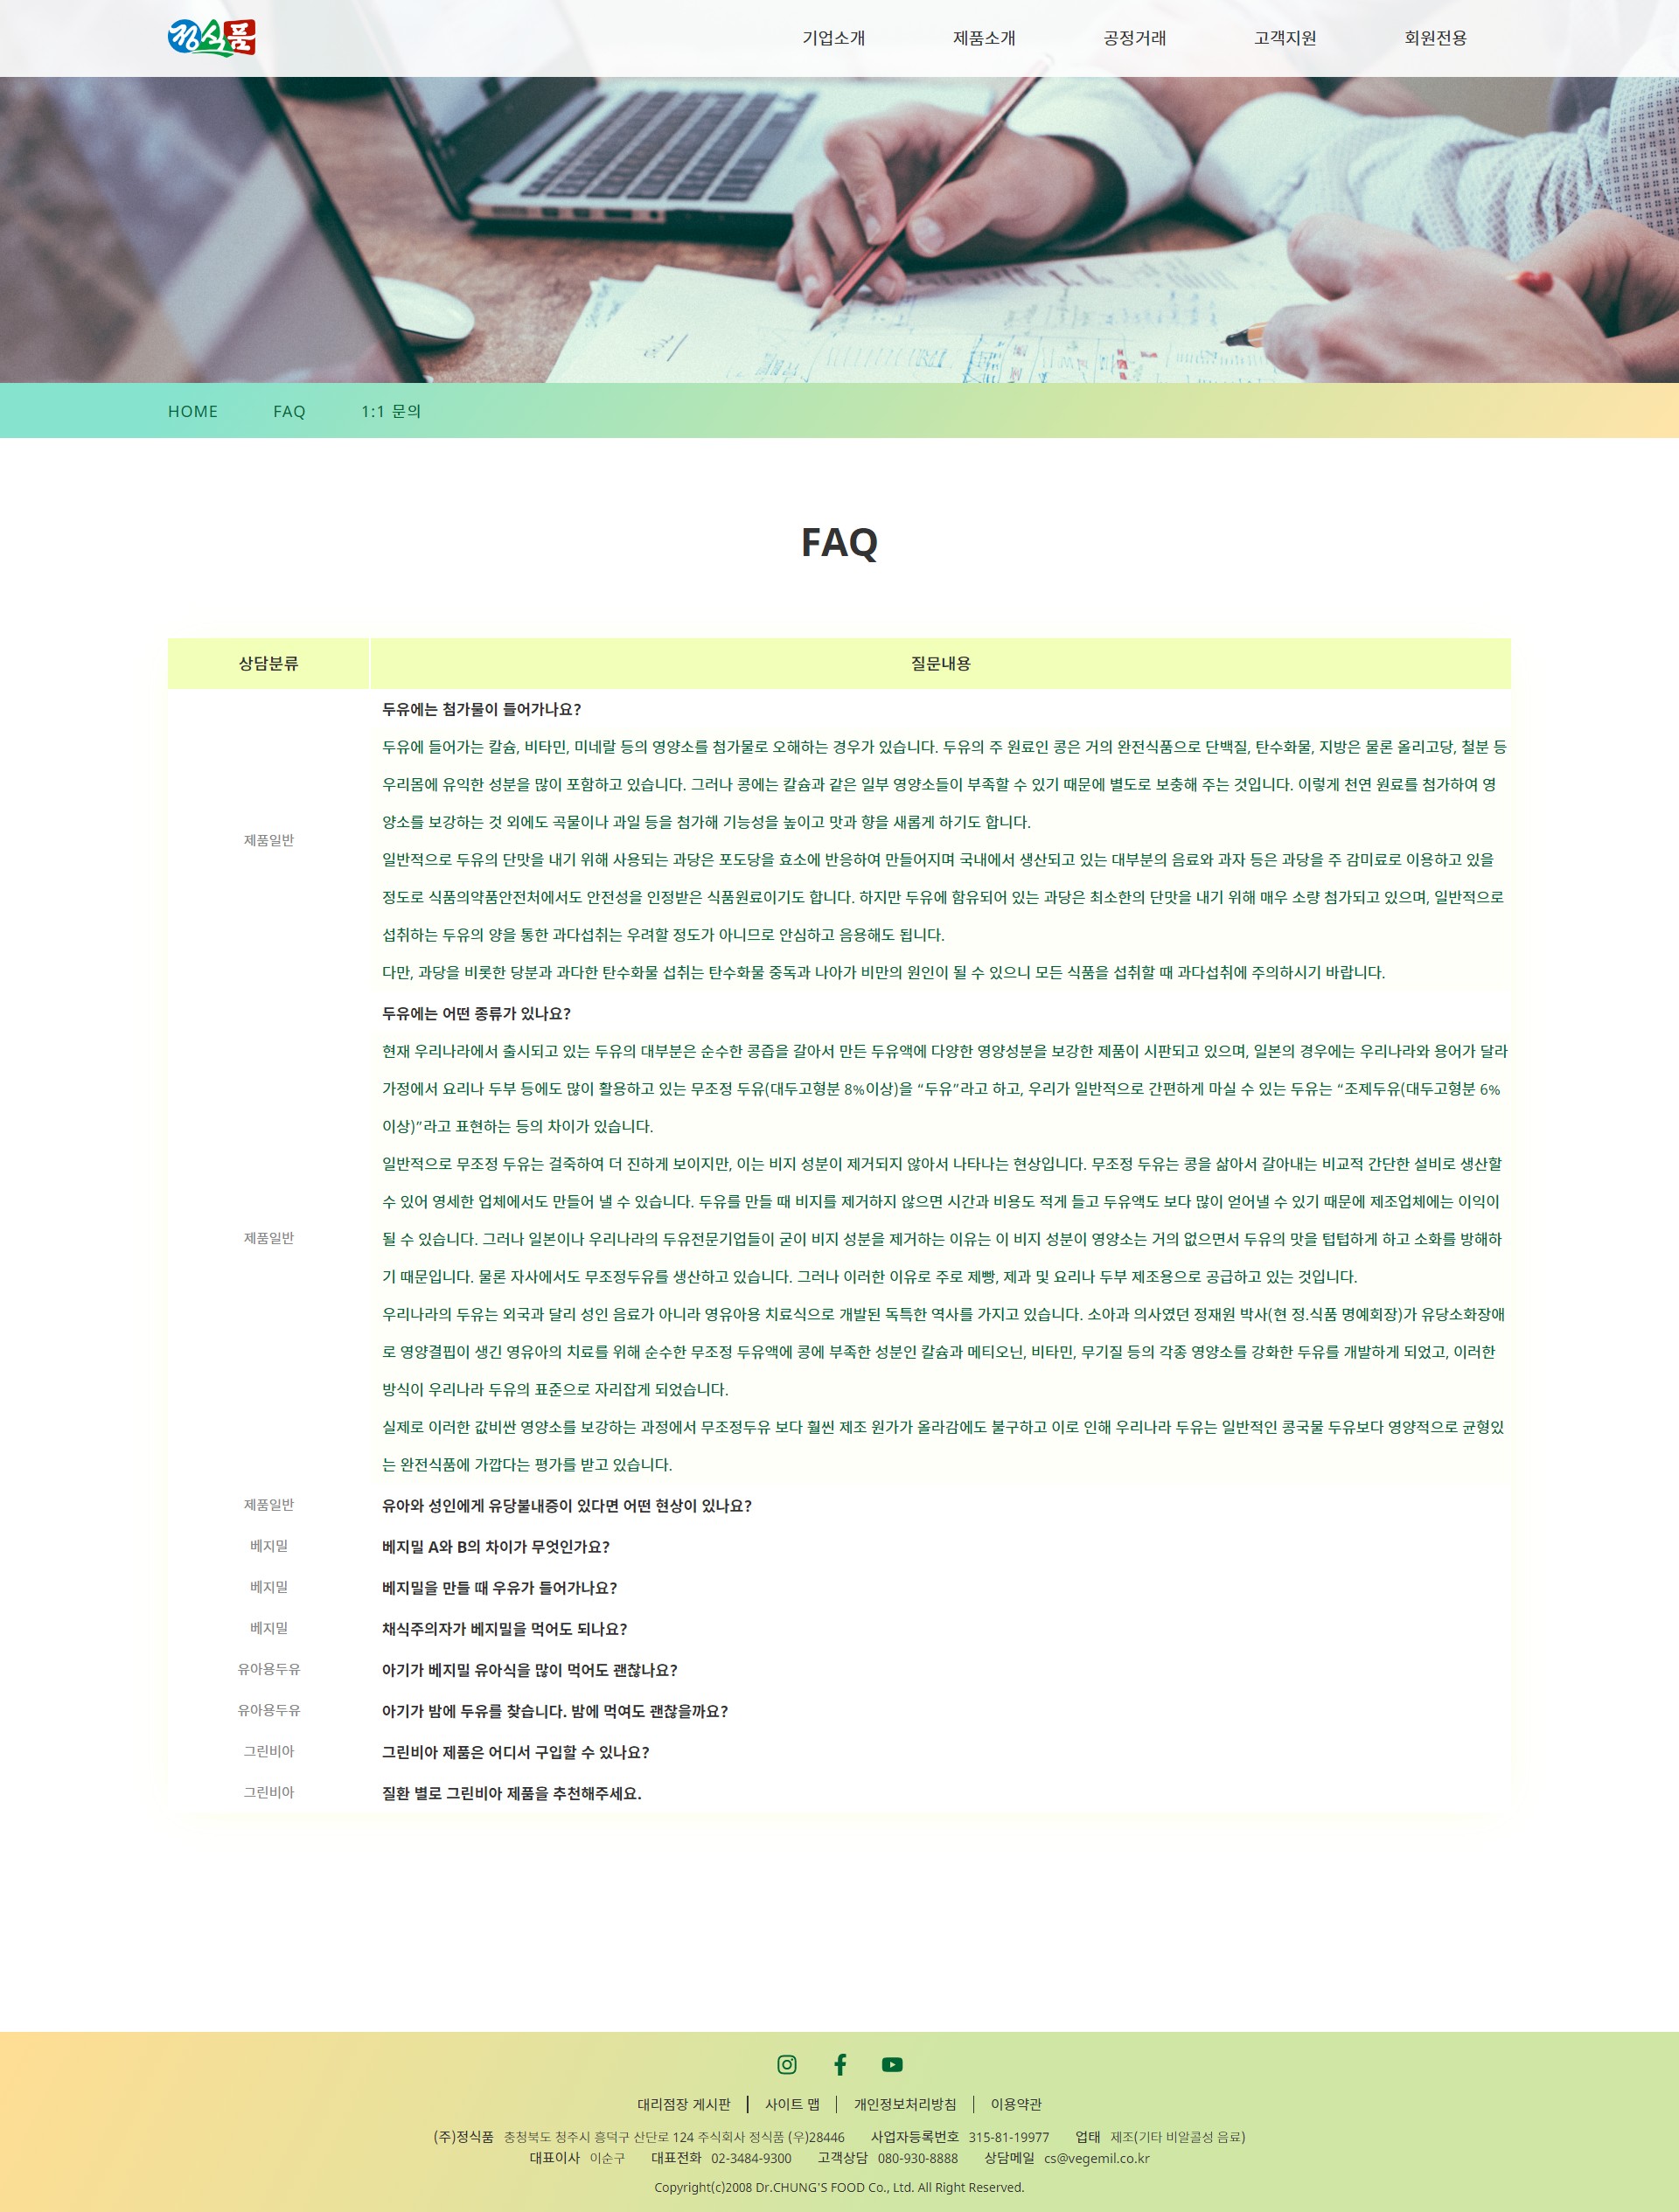 정식품
기업소개 제품소개 공정거래 고객지원 회원전용
HOME FAQ 1:1 문의
FAQ
상담분류 질문내용
두유에는 첨가물이 들어가나요?
두유에 들어가는 칼슘, 비타민, 미네랄 등의 영양소를 첨가물로 오해하는 경우가 있습니다. 두유의 주 원료인 콩은 거의 완전식품으로 단백질, 탄수화물, 지방은 물론 올리고당, 철분 등
우리몸에 유익한 성분을 많이 포함하고 있습니다. 그러나 콩에는 칼슘과 같은 일부 영양소들이 부족할 수 있기 때문에 별도로 보충해 주는 것입니다. 이렇게 천연 원료를 첨가하여 영
양소를 보강하는 것 외에도 곡물이나 과일 등을 첨가해 기능성을 높이고 맛과 향을 새롭게 하기도 합니다.
제품일반
일반적으로 두유의 단맛을 내기 위해 사용되는 과당은 포도당을 효소에 반응하여 만들어지며 국내에서 생산되고 있는 대부분의 음료와 과자 등은 과당을 주 감미료로 이용하고 있을
정도로 식품의약품안전처에서도 안전성을 인정받은 식품원료이기도 합니다. 하지만 두유에 함유되어 있는 과당은 최소한의 단맛을 내기 위해 매우 소량 첨가되고 있으며, 일반적으로
섭취하는 두유의 양을 통한 과다섭취는 우려할 정도가 아니므로 안심하고 음용해도 됩니다.
다만, 과당을 비롯한 당분과 과다한 탄수화물 섭취는 탄수화물 중독과 나아가 비만의 원인이 될 수 있으니 모든 식품을 섭취할 때 과다섭취에 주의하시기 바랍니다.
두유에는 어떤 종류가 있나요?
현재 우리나라에서 출시되고 있는 두유의 대부분은 순수한 콩즙을 갈아서 만든 두유액에 다양한 영양성분을 보강한 제품이 시판되고 있으며, 일본의 경우에는 우리나라와 용어가 달라
가정에서 요리나 두부 등에도 많이 활용하고 있는 무조정 두유(대두고형분 8%이상)을 “두유”라고 하고, 우리가 일반적으로 간편하게 마실 수 있는 두유는 “조제두유(대두고형분 6%
이상)”라고 표현하는 등의 차이가 있습니다.
일반적으로 무조정 두유는 걸죽하여 더 진하게 보이지만, 이는 비지 성분이 제거되지 않아서 나타나는 현상입니다. 무조정 두유는 콩을 삶아서 갈아내는 비교적 간단한 설비로 생산할
수 있어 영세한 업체에서도 만들어 낼 수 있습니다. 두유를 만들 때 비지를 제거하지 않으면 시간과 비용도 적게 들고 두유액도 보다 많이 얻어낼 수 있기 때문에 제조업체에는 이익이
제품일반
될 수 있습니다. 그러나 일본이나 우리나라의 두유전문기업들이 굳이 비지 성분을 제거하는 이유는 이 비지 성분이 영양소는 거의 없으면서 두유의 맛을 텁텁하게 하고 소화를 방해하
기 때문입니다. 물론 자사에서도 무조정두유를 생산하고 있습니다. 그러나 이러한 이유로 주로 제빵, 제과 및 요리나 두부 제조용으로 공급하고 있는 것입니다.
우리나라의 두유는 외국과 달리 성인 음료가 아니라 영유아용 치료식으로 개발된 독특한 역사를 가지고 있습니다. 소아과 의사였던 정재원 박사(현 정.식품 명예회장)가 유당소화장애
로 영양결핍이 생긴 영유아의 치료를 위해 순수한 무조정 두유액에 콩에 부족한 성분인 칼슘과 메티오닌, 비타민, 무기질 등의 각종 영양소를 강화한 두유를 개발하게 되었고, 이러한
방식이 우리나라 두유의 표준으로 자리잡게 되었습니다.
실제로 이러한 값비싼 영양소를 보강하는 과정에서 무조정두유 보다 훨씬 제조 원가가 올라감에도 불구하고 이로 인해 우리나라 두유는 일반적인 콩국물 두유보다 영양적으로 균형있
는 완전식품에 가깝다는 평가를 받고 있습니다.
제품일반 유아와 성인에게 유당불내증이 있다면 어떤 현상이 있나요?
베지밀 베지밀 A와 B의 차이가 무엇인가요?
베지밀 베지밀을 만들 때 우유가 들어가나요?
베지밀 채식주의자가 베지밀을 먹어도 되나요?
유아용두유 아기가 베지밀 유아식을 많이 먹어도 괜찮나요?
유아용두유 아기가 밤에 두유를 찾습니다. 밤에 먹여도 괜찮을까요?
그린비아 그린비아 제품은 어디서 구입할 수 있나요?
그린비아 질환 별로 그린비아 제품을 추천해주세요.
대리점장 게시판 사이트 맵 개인정보처리방침 이용약관
(주)정식품 충청북도 청주시 흥덕구 산단로 124 주식회사 정식품 (우)28446 사업자등록번호 315-81-19977 업태 제조(기타 비알콜성 음료)
대표이사 이순구 대표전화 02-3484-9300 고객상담 080-930-8888 상담메일 cs@vegemil.co.kr
Copyright(c)2008 Dr.CHUNG'S FOOD Co., Ltd. All Right Reserved.